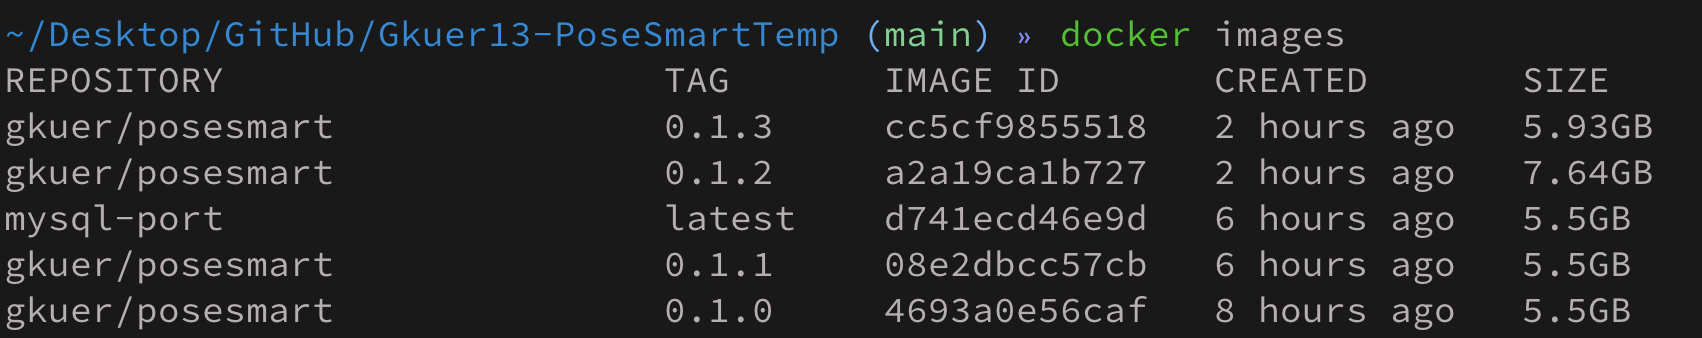 ~/Desktop/GitHub/Gkuer13-PoseSmartTemp (main) » docker images
REPOSITORY TAG IMAGE ID CREATED SIZE
gkuer/posesmart 0.1.3 cc5cf9855518 2 hours ago 5.93GB
gkuer/posesmart 0.1.2 a2a19ca1b727 2 hours ago 7.64GB
mysql-port latest d741ecd46e9d 6 hours ago 5.5GB
gkuer/posesmart 0.1.1 08e2dbcc57cb 6 hours ago 5.5GB
gkuer/posesmart 0.1.0 4693a0e56caf 8 hours ago 5.5GB